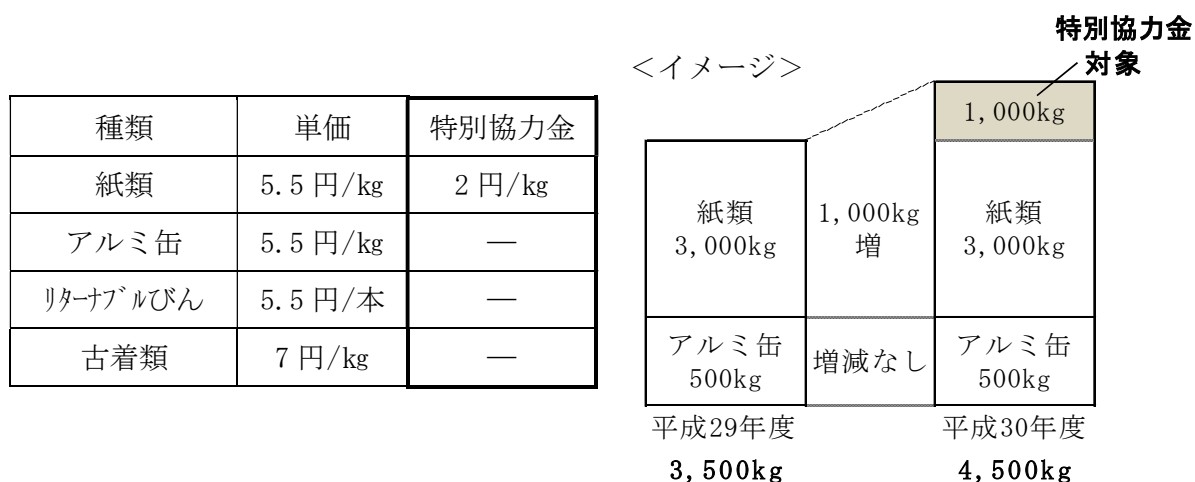 種類 単価 特別協力金
紙類 5.5円/kg 2円/kg
アルミ缶 5.5円/kg ―
ﾘﾀｰﾅﾌﾞﾙびん 5.5円/本 ―
古着類 7円/kg ―
<イメージ>
特別協力金
対象
1,000kg
紙類
3,000kg
1,000kg
増
紙類
3,000kg
アルミ缶
500kg
増減なし
アルミ缶
500kg
平成29年度
3,500kg
平成30年度
4,500kg